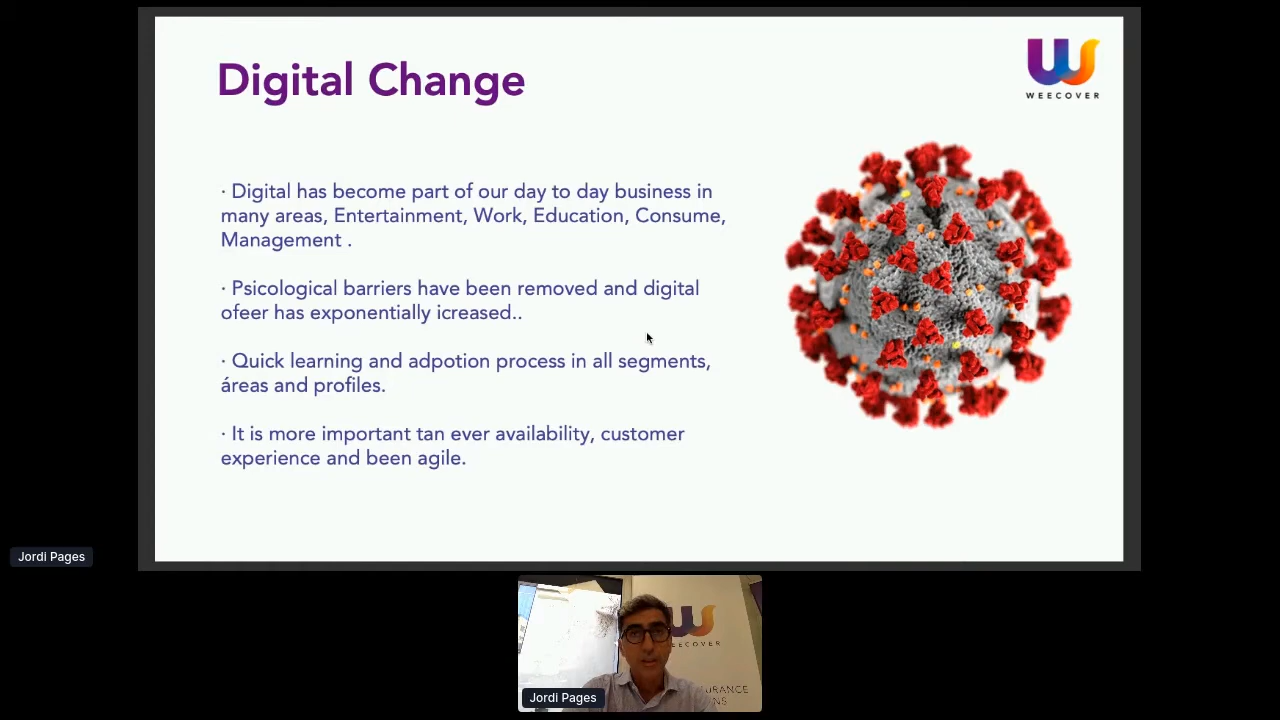 Digital Change
WEECOVER
· Digital has become part of our day to day business in
many areas, Entertainment, Work, Education, Consume,
Management .
· Psicological barriers have been removed and digital
ofeer has exponentially icreased..
· Quick learning and adpotion process in all segments,
áreas and profiles.
· It is more important tan ever availability, customer
experience and been agile.
Jordi Pages
Jordi Pages